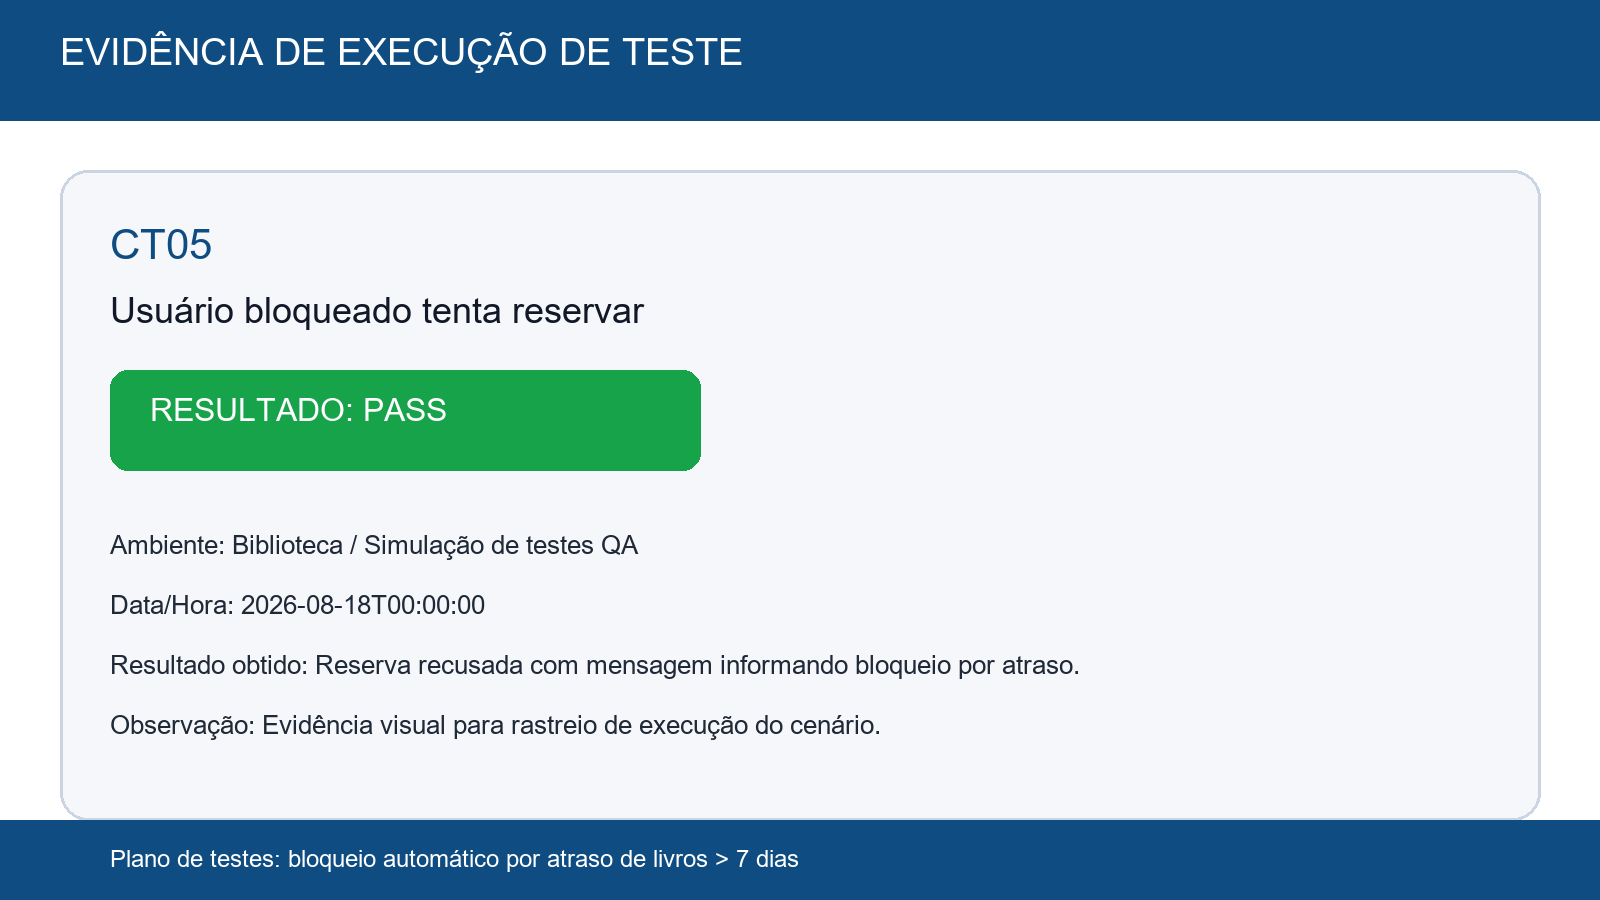 EVIDÊNCIA DE EXECUÇÃO DE TESTE
CT05
Usuário bloqueado tenta reservar
RESULTADO: PASS
Ambiente: Biblioteca / Simulação de testes QA
Data/Hora: 2026-08-18T00:00:00
Resultado obtido: Reserva recusada com mensagem informando bloqueio por atraso.
Observação: Evidência visual para rastreio de execução do cenário.
Plano de testes: bloqueio automático por atraso de livros > 7 dias